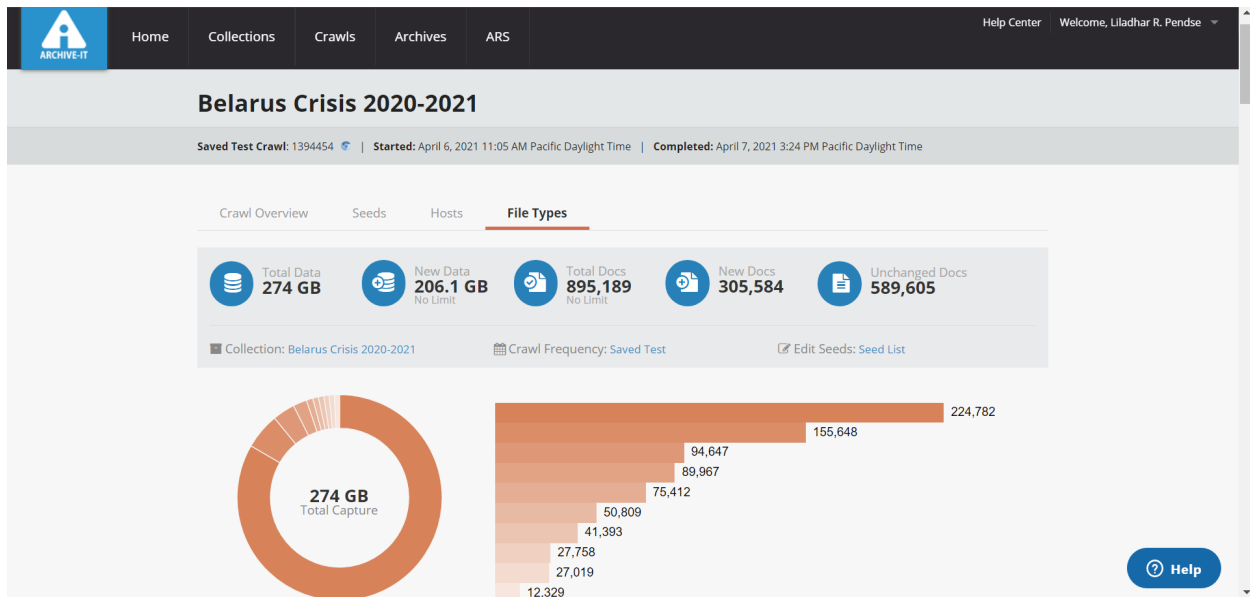 Help Center Welcome, Liladhar R. Pendse
ARCHIVE-IT Home Collections Crawls Archives ARS
Belarus Crisis 2020-2021
Saved Test Crawl: 1394454 | Started: April 6, 2021 11:05 AM Pacific Daylight Time | Completed: April 7, 2021 3:24 PM Pacific Daylight Time
Crawl Overview Seeds Hosts File Types
Total Data
274 GB
New Data
206.1 GB
No Limit
Total Docs
895,189
No Limit
New Docs
305,584
Unchanged Docs
589,605
Collection: Belarus Crisis 2020-2021 Crawl Frequency: Saved Test Edit Seeds: Seed List
274 GB
Total Capture
224,782
155,648
94,647
89,967
75,412
50,809
41,393
27,758
27,019
12,329
Help